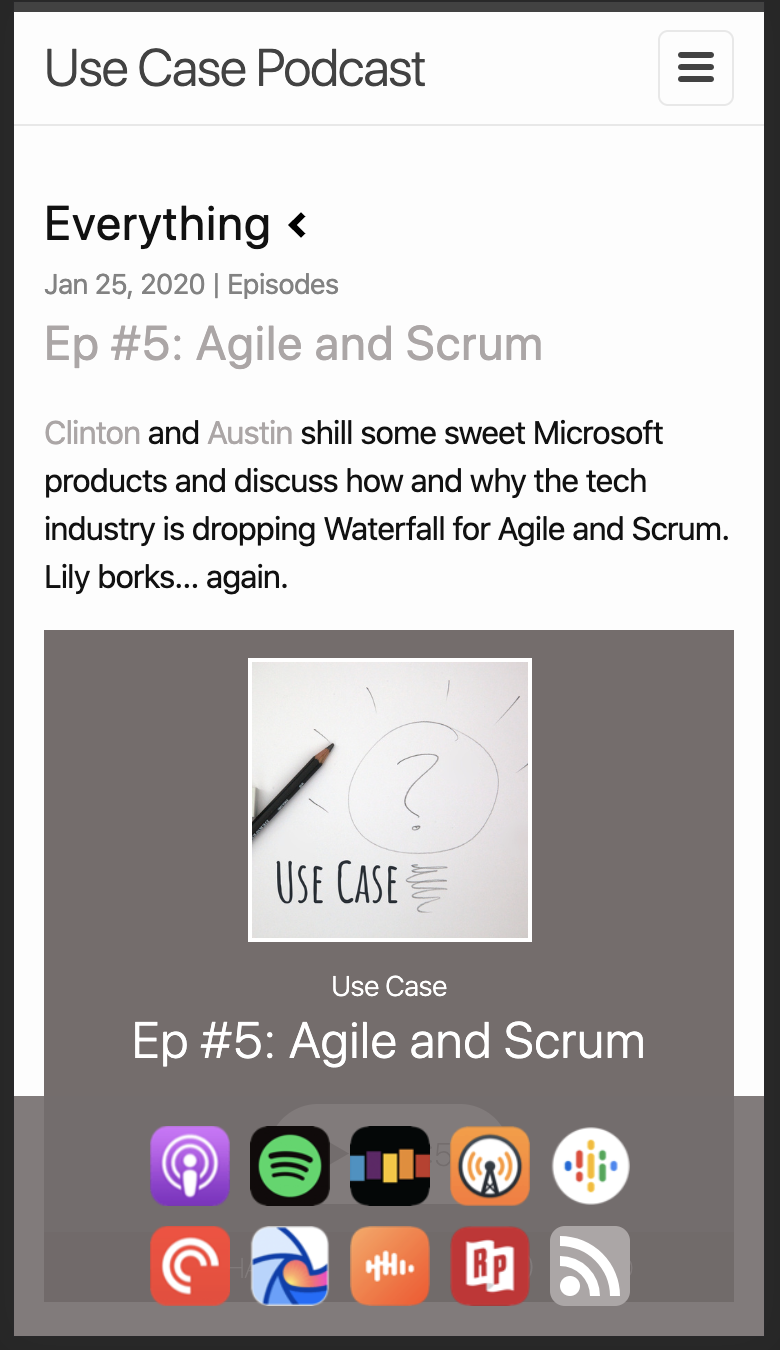 Use Case Podcast
Everything <
Jan 25, 2020 | Episodes
Ep #5: Agile and Scrum
Clinton and Austin shill some sweet Microsoft
products and discuss how and why the tech
industry is dropping Waterfall for Agile and Scrum.
Lily borks... again.
?
USE CASE
Use Case
Ep #5: Agile and Scrum
RP